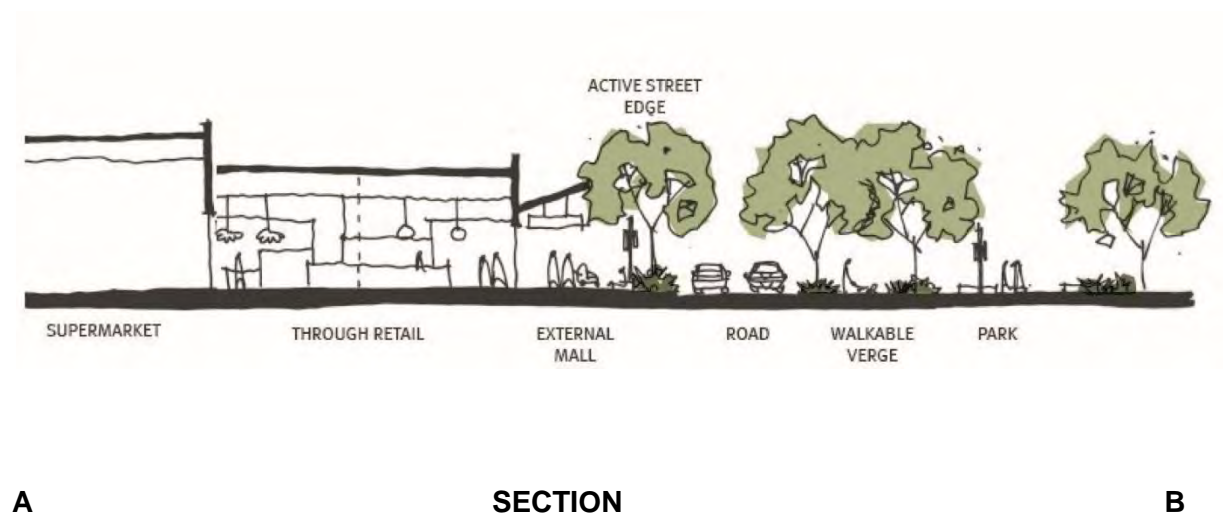 ACTIVE STREET
EDGE
SUPERMARKET
THROUGH RETAIL
EXTERNAL
MALL
ROAD
WALKABLE
VERGE
PARK
A
SECTION
B